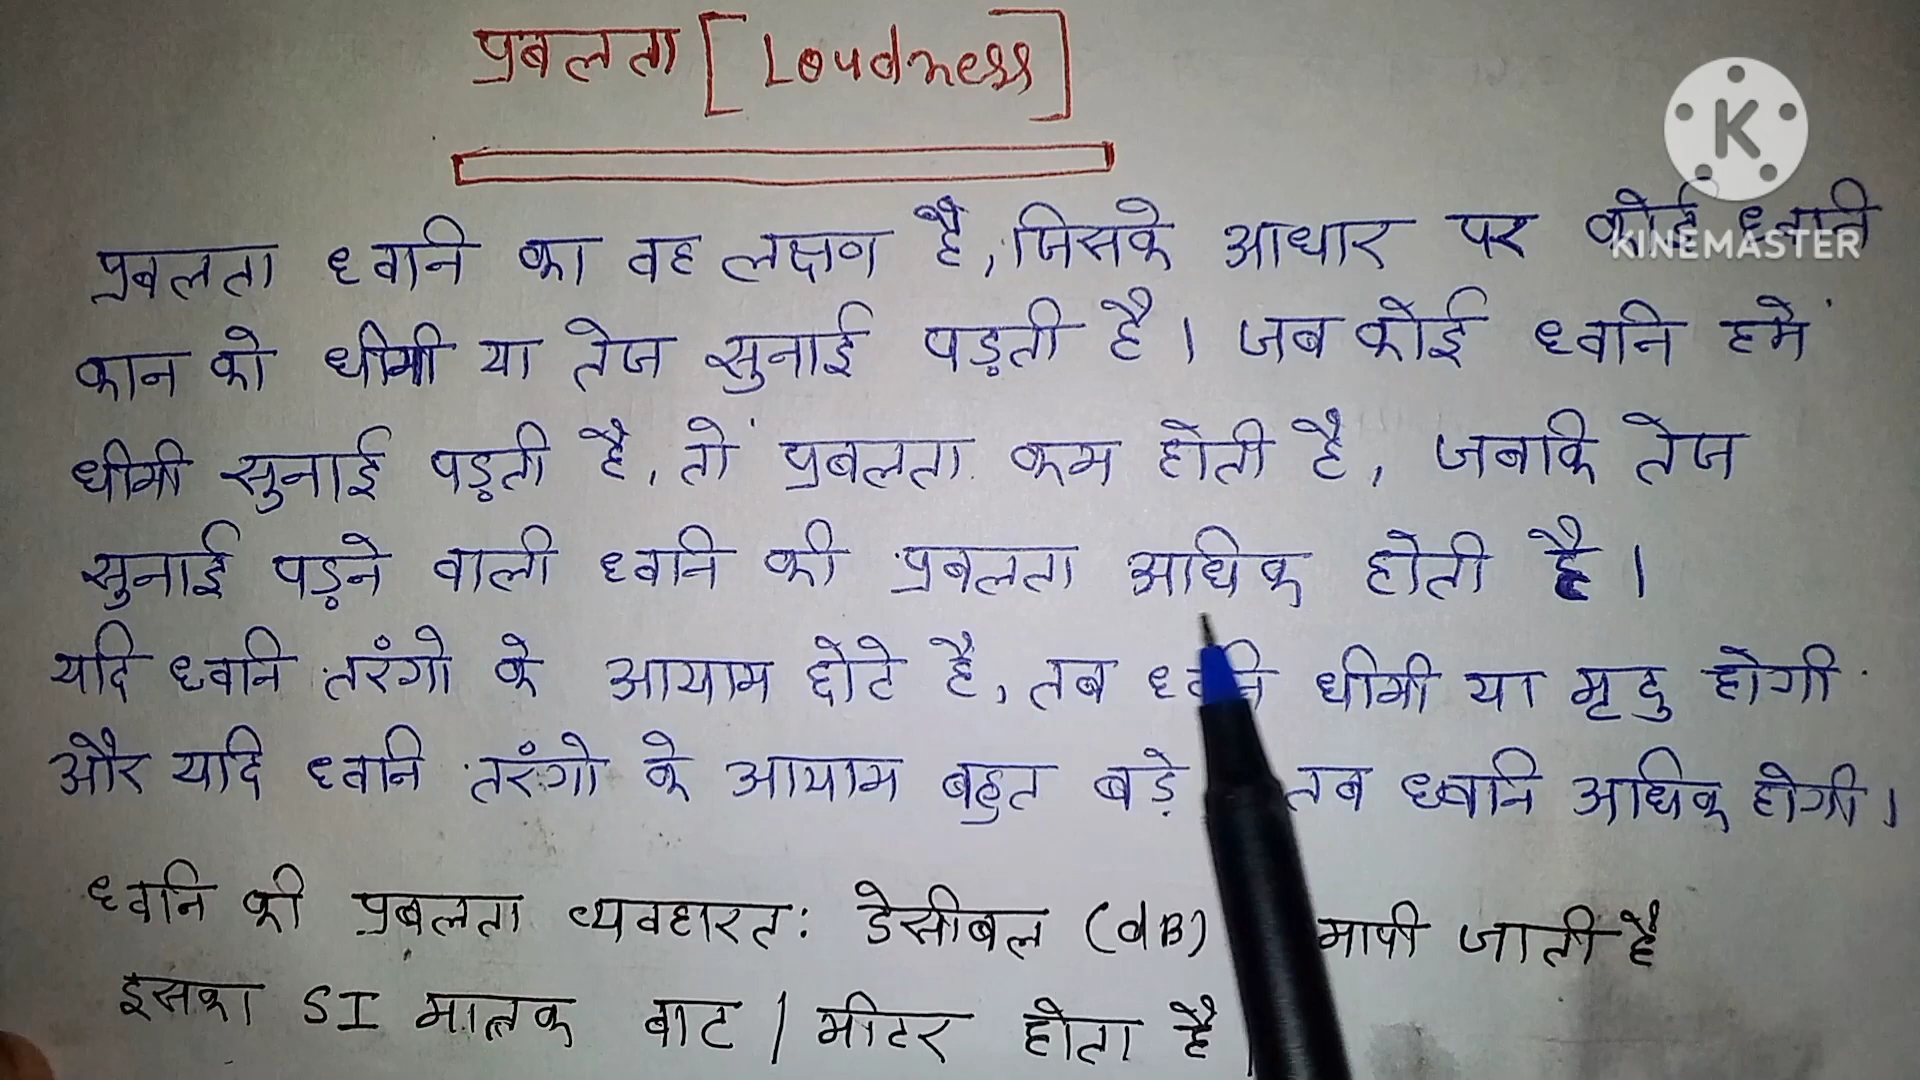 प्रबलता [Loudness]
K
KINEMASTER
प्रबलता ध्वनि का वह लक्षण है, जिसके आधार पर कोई ध्वनि
कान को धीमी या तेज सुनाई पड़ती है । जब कोई ध्वनि हमें
धीमी सुनाई पड़ती है, तो प्रबलता कम होती है, जबकि तेज
सुनाई पड़ने वाली ध्वनि की प्रबलता अधिक होती है ।
यदि ध्वनि तरंगो के आयाम छोटे है, तब ध्वनि धीमी या मृदु होगी
और यदि ध्वनि तरंगो के आयाम बहुत बड़े तब ध्वनि अधिक होगी ।
ध्वनि की प्रबलता व्यवहारत: डेसीबल (dB) मापी जाती है
इसका SI मात्रक वाट / मीटर होता है